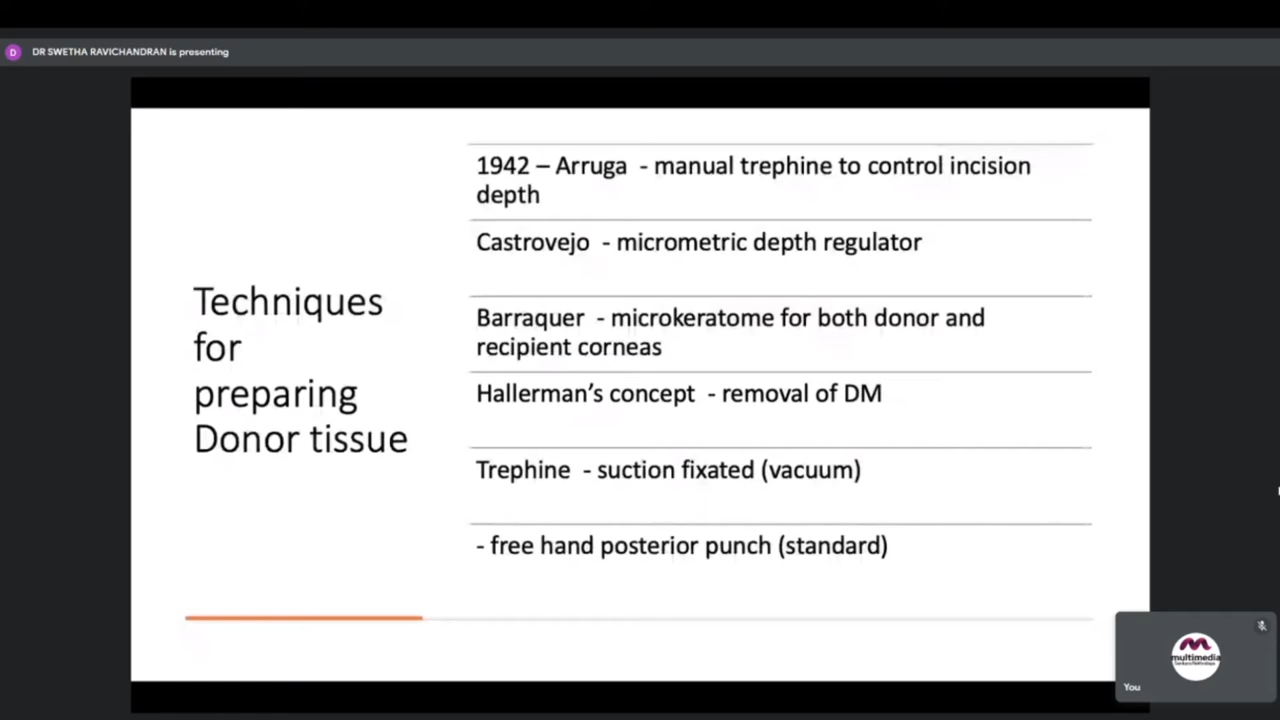 D
DR SWETHA RAVICHANDRAN is presenting
Techniques
for
preparing
Donor tissue
1942 – Arruga - manual trephine to control incision
depth
Castrovejo - micrometric depth regulator
Barraquer - microkeratome for both donor and
recipient corneas
Hallerman’s concept - removal of DM
Trephine - suction fixated (vacuum)
- free hand posterior punch (standard)
multimedia
Sankara Nethralaya
You